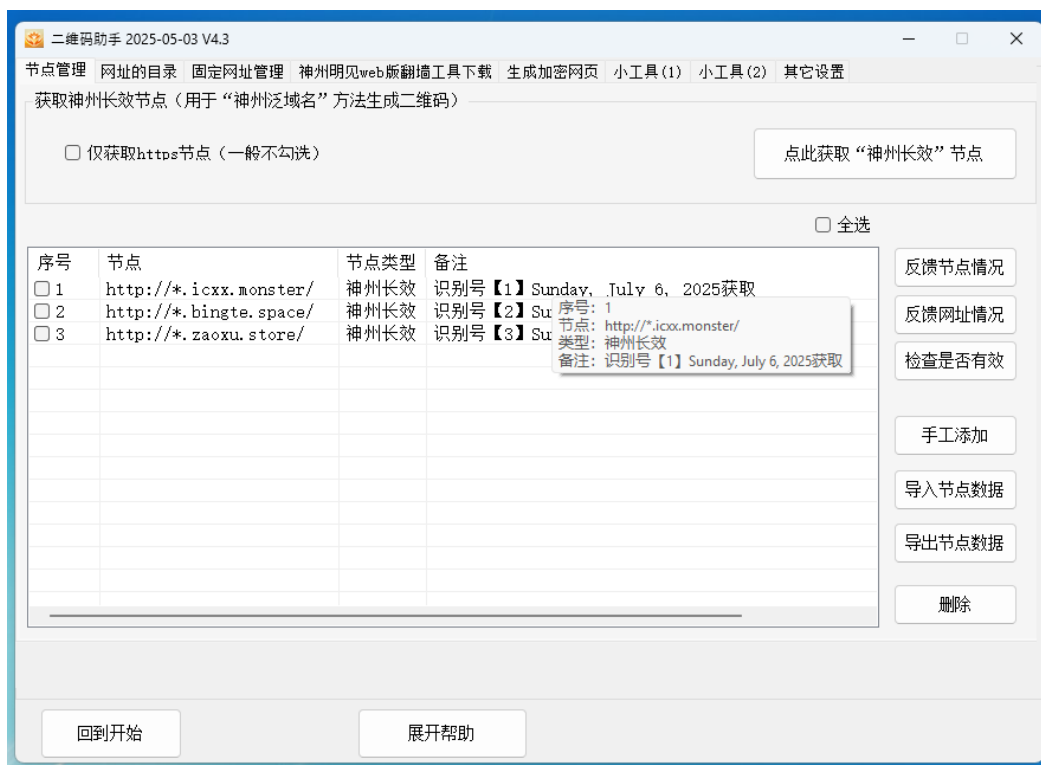 二维码助手 2025-05-03 V4.3
节点管理 网址的目录 固定网址管理 神州明见web版翻墙工具下载 生成加密网页 小工具(1) 小工具(2) 其它设置
获取神州长效节点（用于“神州泛域名”方法生成二维码）
仅获取https节点（一般不勾选）
点此获取“神州长效”节点
全选
序号 节点 节点类型 备注
1 http://*.icxx.monster/ 神州长效 识别号【1】Sunday, July 6, 2025获取
2 http://*.bingte.space/ 神州长效 识别号【2】Su
3 http://*.zaoxu.store/ 神州长效 识别号【3】Su
序号: 1
节点: http://*.icxx.monster/
类型: 神州长效
备注: 识别号【1】Sunday, July 6, 2025获取
反馈节点情况
反馈网址情况
检查是否有效
手工添加
导入节点数据
导出节点数据
删除
回到开始
展开帮助